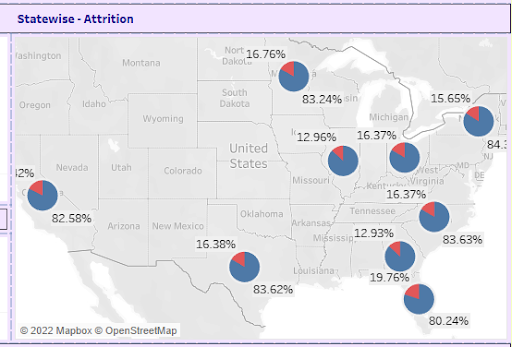 Statewise - Attrition
North
Dakota
16.76%
Montana
South
Dakota
83.24%
Michigan
15.65%
Oregon
Idaho
Wyoming
12.96%
16.37%
84.3
United
States
Nevada
Utah
Colorado
Missouri
Kentucky
West
Virginia
MD
DE
NJ
82.58%
16.37%
Arizona
New Mexico
Oklahoma
Arkansas
Tennessee
Mississippi
12.93%
83.63%
16.38%
Louisiana
19.76%
83.62%
80.24%
© 2022 Mapbox © OpenStreetMap